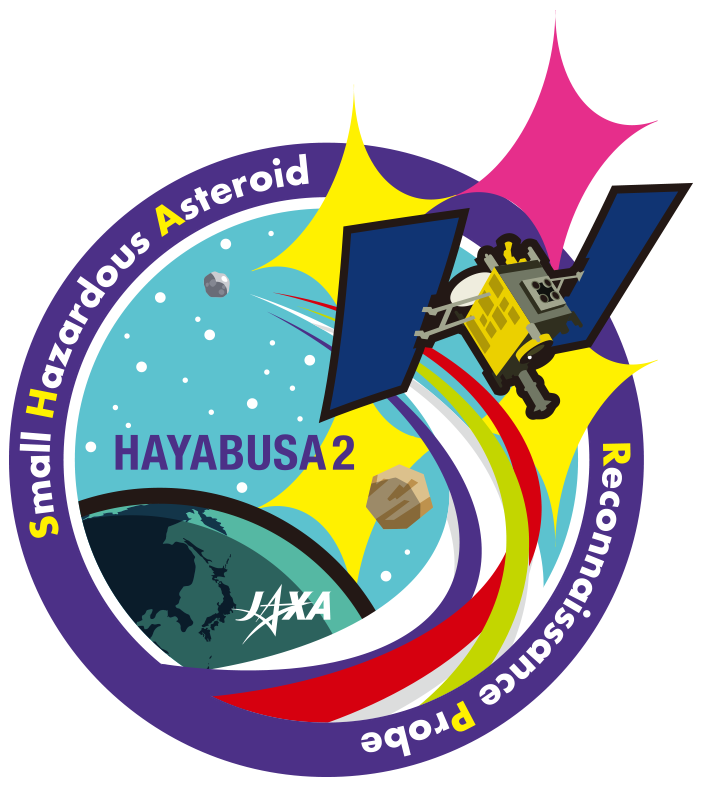 Small Hazardous Asteroid
Reconnaissance Probe
HAYABUSA2
JAXA